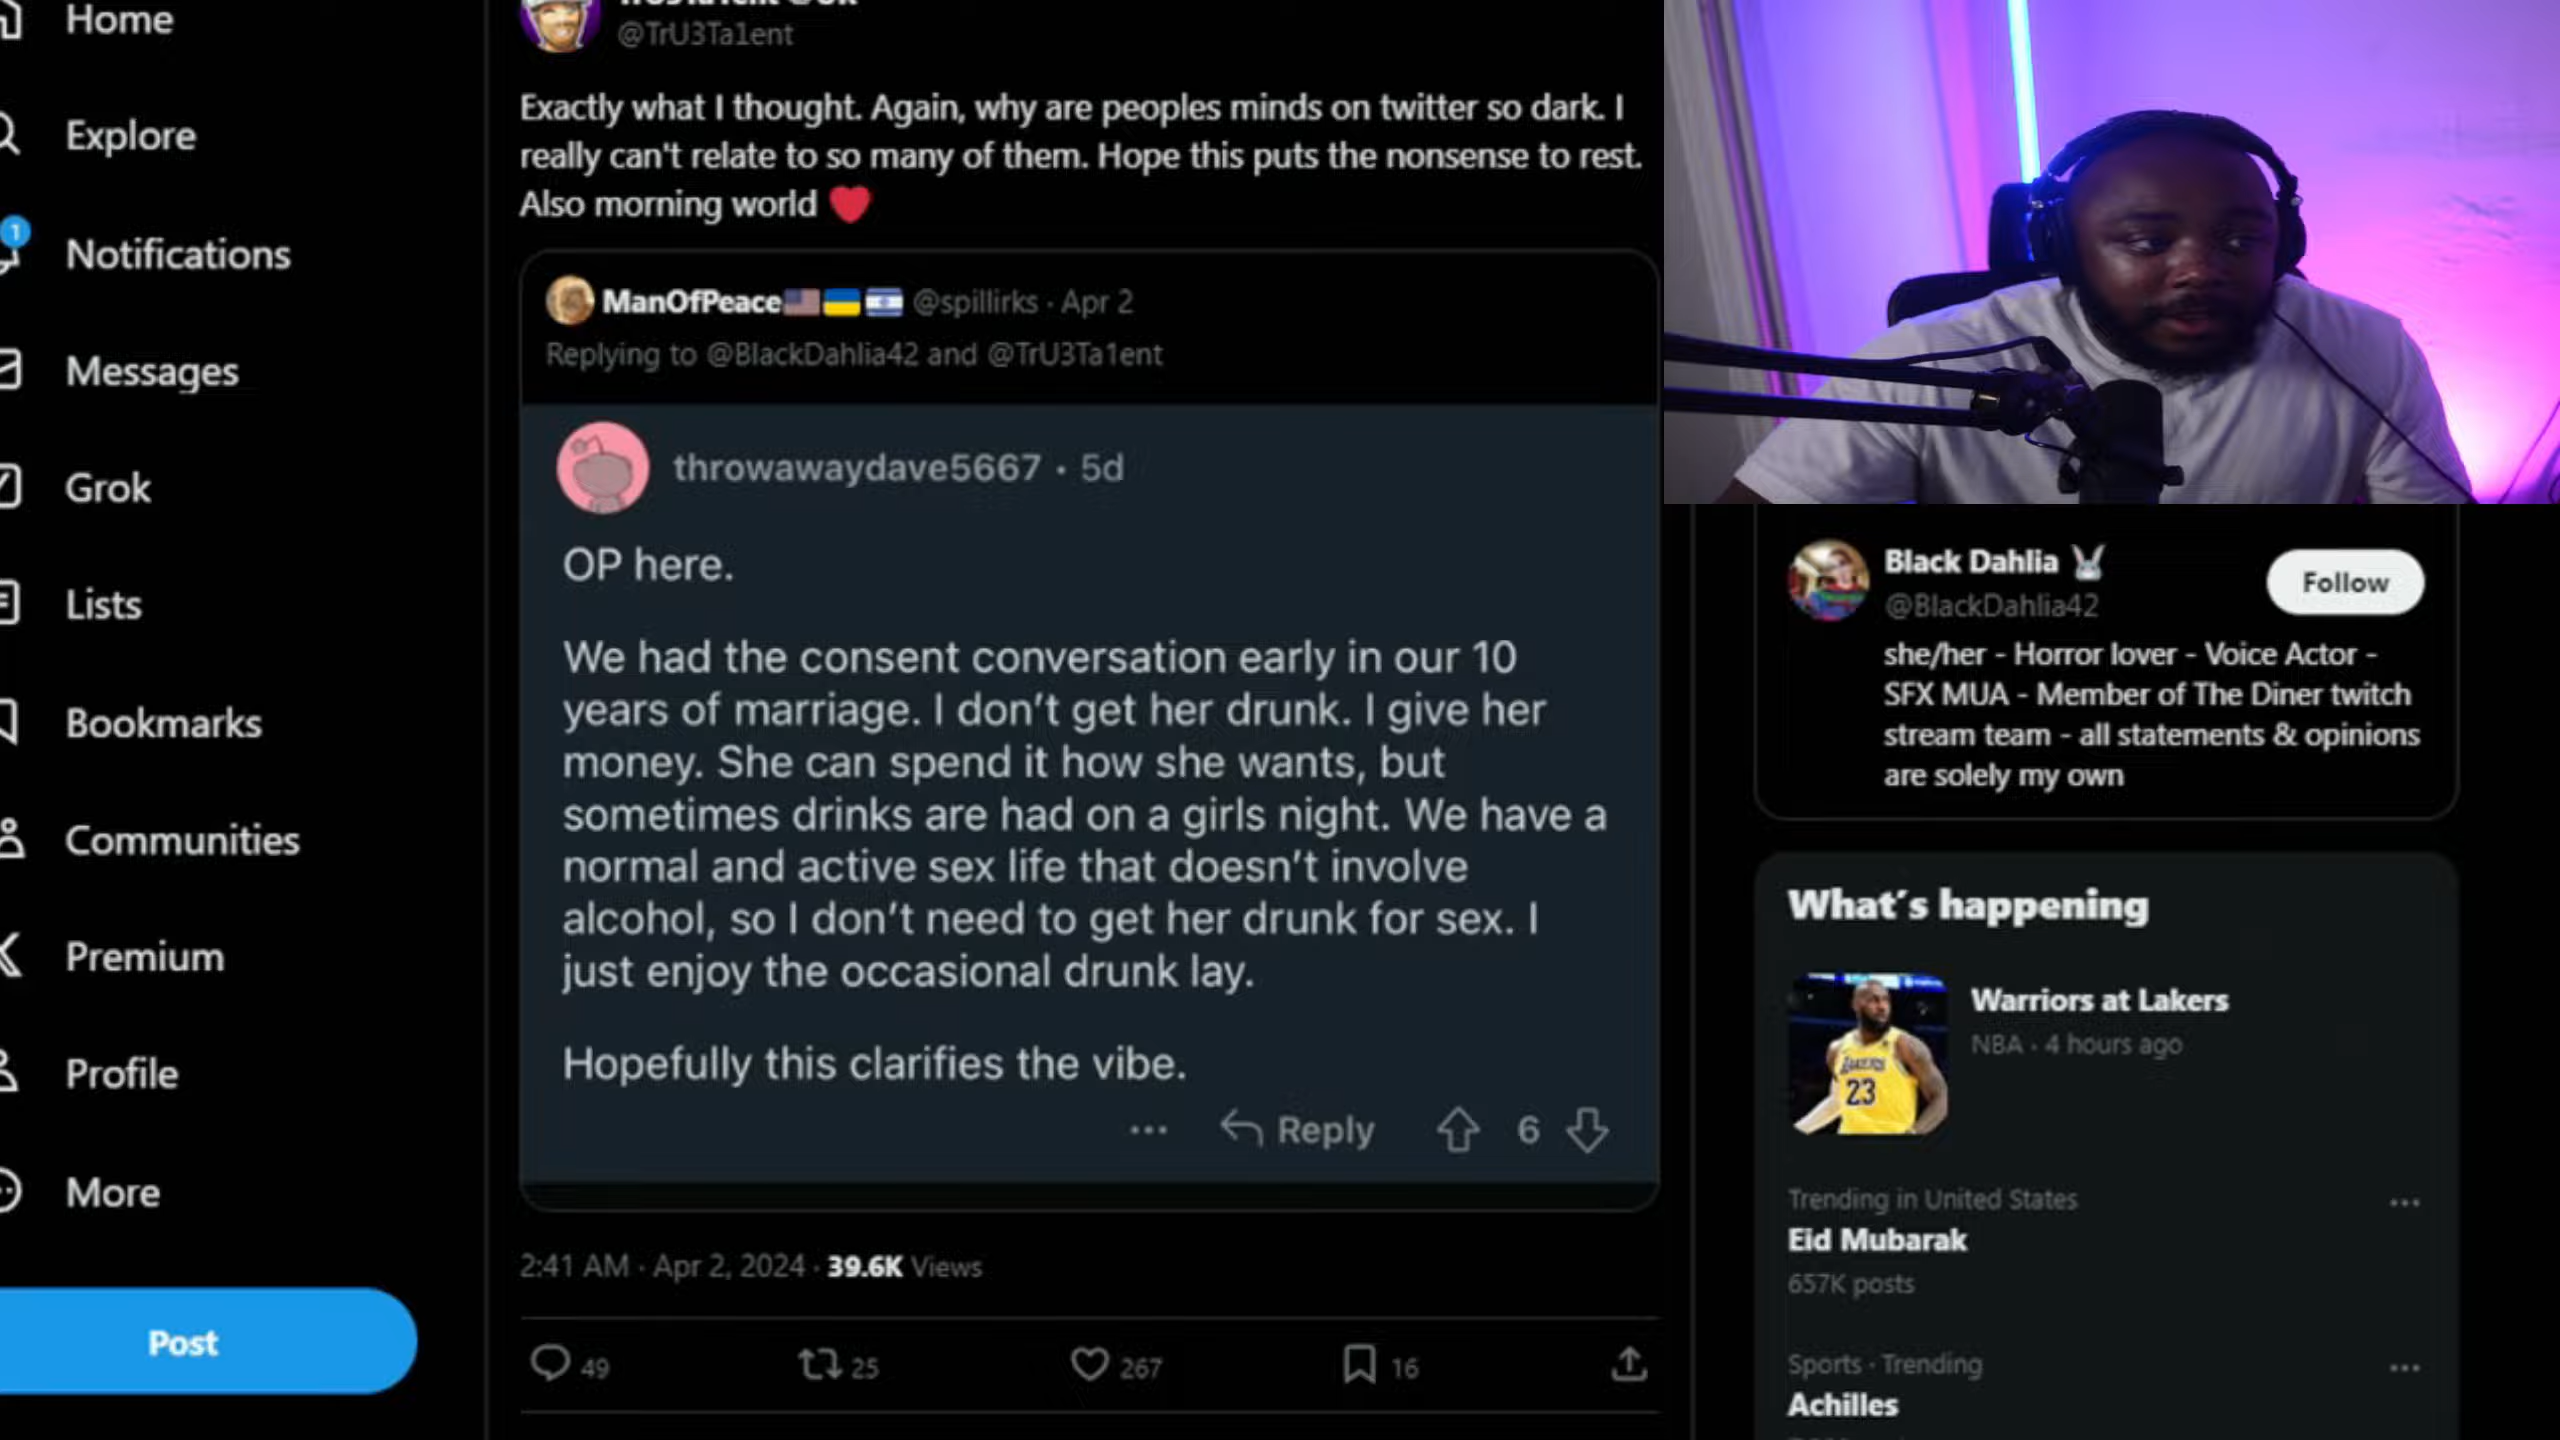 Home
Explore
1
Notifications
Messages
Grok
Lists
Bookmarks
Communities
Premium
Profile
More
Post
@TrU3Ta1ent
Exactly what I thought. Again, why are peoples minds on twitter so dark. I
really can't relate to so many of them. Hope this puts the nonsense to rest.
Also morning world ❤️
ManOfPeace🇺🇸🇺🇦🇮🇱 @spillirks · Apr 2
Replying to @BlackDahlia42 and @TrU3Ta1ent
throwawaydave5667 · 5d
OP here.
We had the consent conversation early in our 10
years of marriage. I don't get her drunk. I give her
money. She can spend it how she wants, but
sometimes drinks are had on a girls night. We have a
normal and active sex life that doesn't involve
alcohol, so I don't need to get her drunk for sex. I
just enjoy the occasional drunk lay.
Hopefully this clarifies the vibe.
... Reply 6
2:41 AM · Apr 2, 2024 · 39.6K Views
49 25 267 16
Black Dahlia 🐰
@BlackDahlia42
Follow
she/her - Horror lover - Voice Actor -
SFX MUA - Member of The Diner twitch
stream team - all statements & opinions
are solely my own
What's happening
LAKERS
23
Warriors at Lakers
NBA · 4 hours ago
Trending in United States
Eid Mubarak
657K posts
Sports · Trending
Achilles